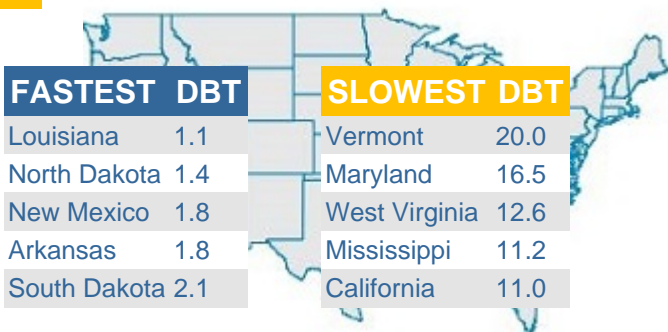 FASTEST DBT
Louisiana 1.1
North Dakota 1.4
New Mexico 1.8
Arkansas 1.8
South Dakota 2.1
SLOWEST DBT
Vermont 20.0
Maryland 16.5
West Virginia 12.6
Mississippi 11.2
California 11.0